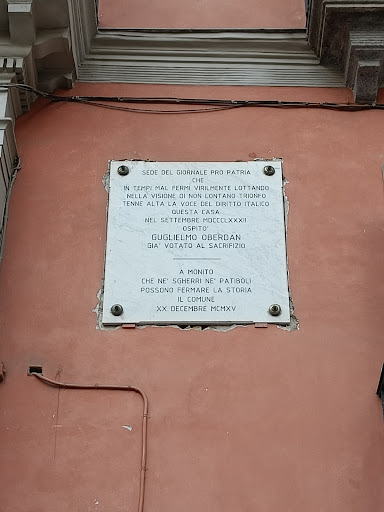 SEDE DEL GIORNALE PRO PATRIA
CHE
IN TEMPI MAL FERMI VIRILMENTE LOTTANDO
NELLA VISIONE DI NON LONTANO TRIONFO
TENNE ALTA LA VOCE DEL DIRITTO ITALICO
QUESTA CASA
NEL SETTEMBRE MDCCCLXXXII
OSPITO'
GUGLIELMO OBERDAN
GIA' VOTATO AL SACRIFIZIO
A MONITO
CHE NE' SGHERRI NE' PATIBOLI
POSSONO FERMARE LA STORIA
IL COMUNE
XX DECEMBRE MCMXV